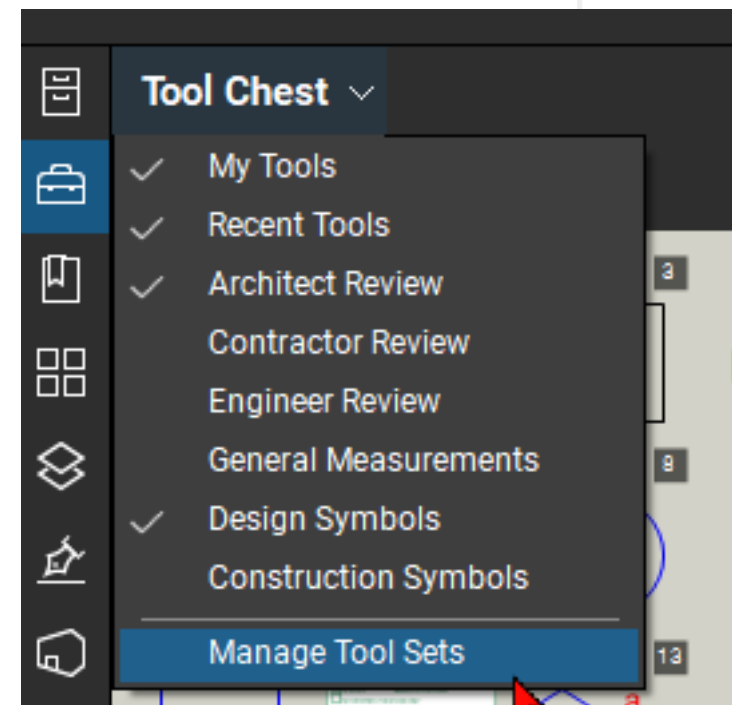 Tool Chest
My Tools
Recent Tools
Architect Review
3
Contractor Review
Engineer Review
General Measurements
9
Design Symbols
Construction Symbols
Manage Tool Sets
13
a